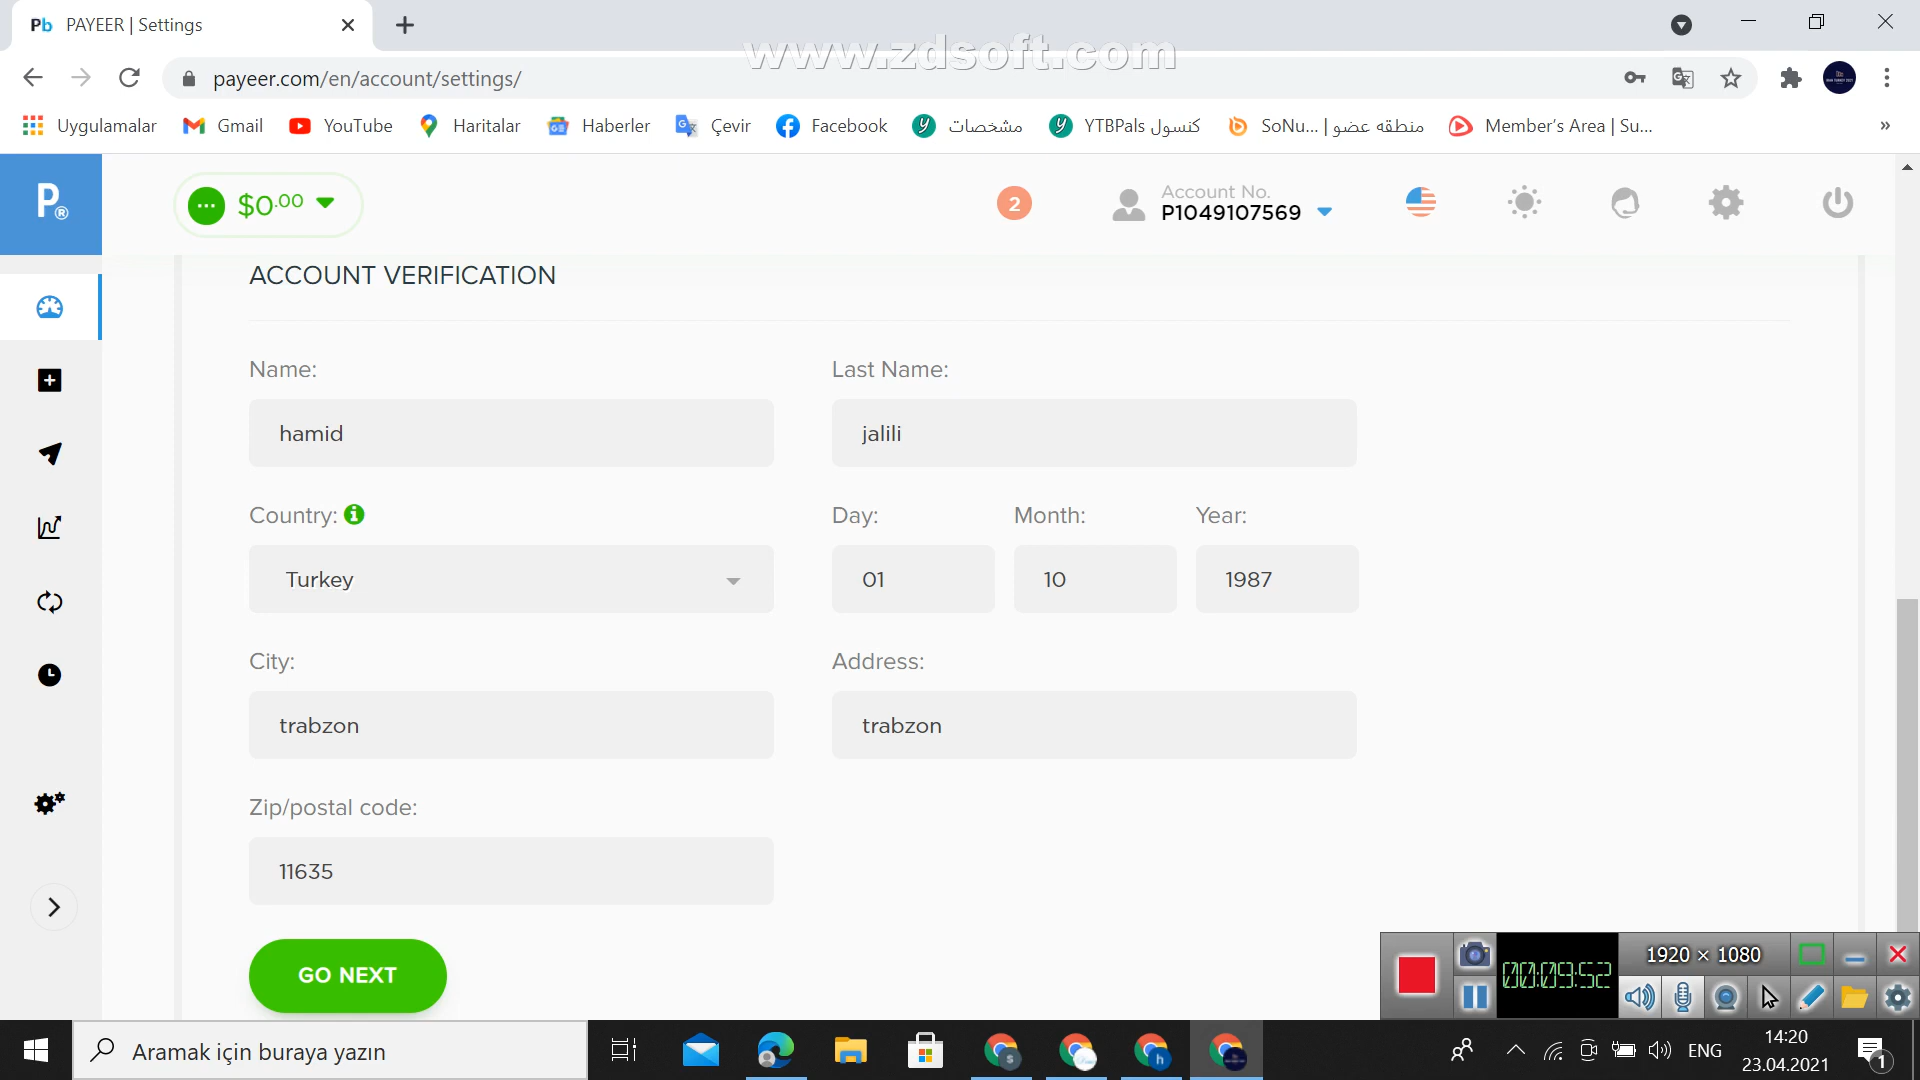 Pb PAYEER | Settings
www.zdsoft.com
payeer.com/en/account/settings/
Uygulamalar Gmail YouTube Haritalar Haberler Çevir Facebook مشخصات YTBPals كنسول SoNu... | منطقه عضو Member's Area | Su... »
P® $0.00 2 Account No.
P1049107569
ACCOUNT VERIFICATION
Name: Last Name:
hamid jalili
Country: Day: Month: Year:
Turkey 01 10 1987
City: Address:
trabzon trabzon
Zip/postal code:
11635
GO NEXT
1920 × 1080
00:09:52
Aramak için buraya yazın
ENG
14:20
23.04.2021
1